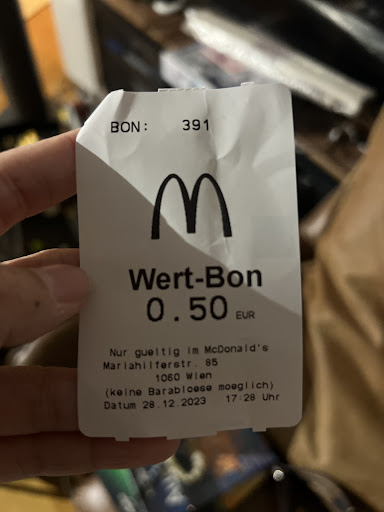 BON: 391
Wert-Bon
0.50 EUR
Nur gueltig im McDonald's
Mariahilferstr. 85
1060 Wien
(keine Barabloese moeglich)
Datum 28.12.2023 17:28 Uhr